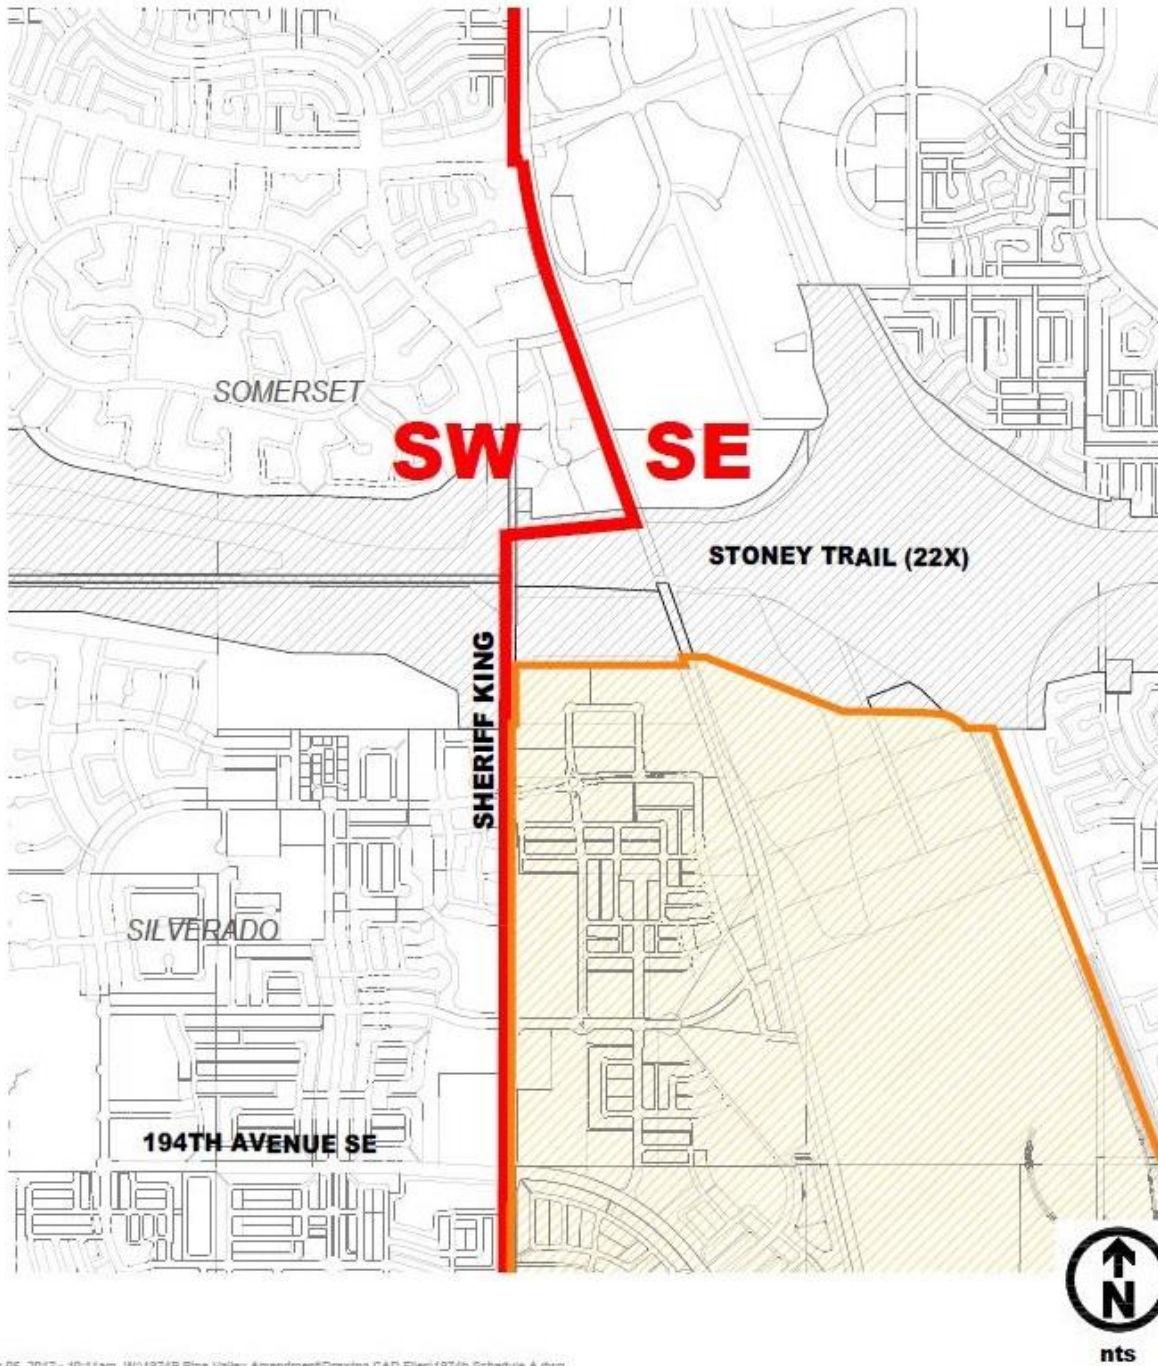 SOMERSET
SW SE
STONEY TRAIL (22X)
SHERIFF KING
SILVERADO
194TH AVENUE SE
N
nts